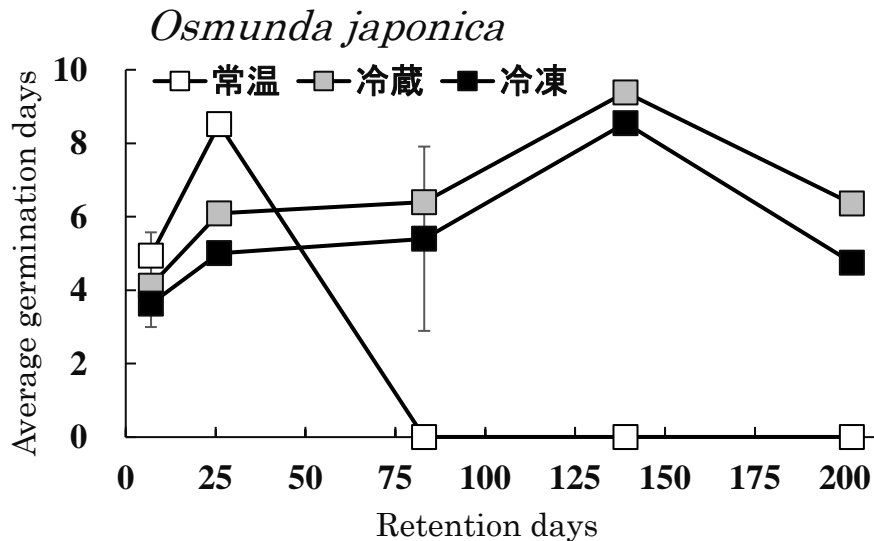 Osmunda japonica
常温 冷蔵 冷凍
Average germination days
10
8
6
4
2
0
0 25 50 75 100 125 150 175 200
Retention days